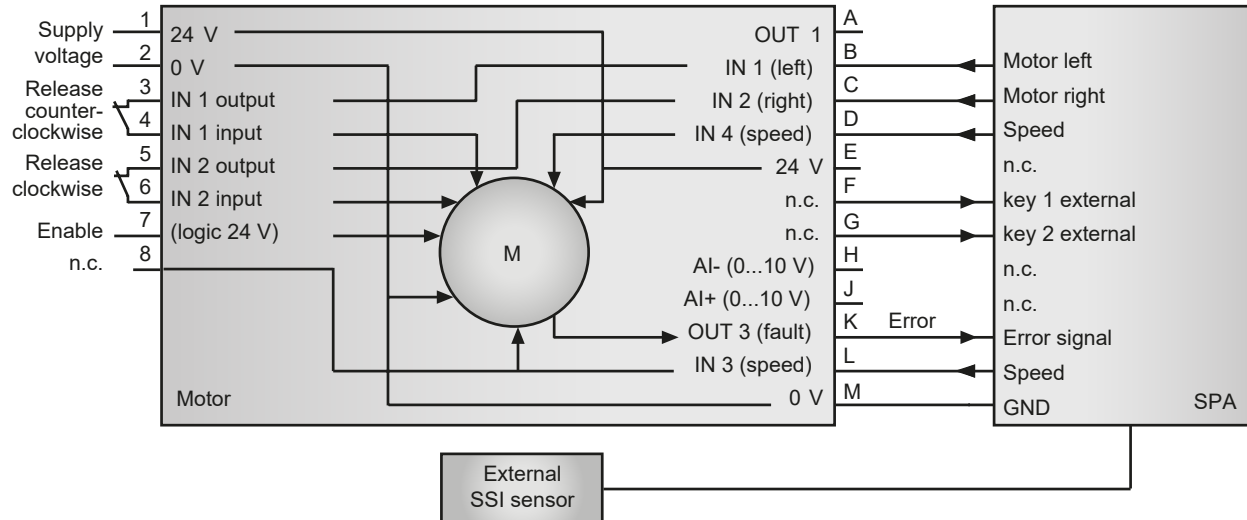 Supply
voltage
Release
counter-
clockwise
Release
clockwise
Enable
n.c.
1
2
3
4
5
6
7
8
24 V
0 V
IN 1 output
IN 1 input
IN 2 output
IN 2 input
(logic 24 V)
Motor
M
OUT 1
IN 1 (left)
IN 2 (right)
IN 4 (speed)
24 V
n.c.
n.c.
AI- (0...10 V)
AI+ (0...10 V)
OUT 3 (fault)
IN 3 (speed)
0 V
A
B
C
D
E
F
G
H
J
K
L
M
Error
Motor left
Motor right
Speed
n.c.
key 1 external
key 2 external
n.c.
n.c.
Error signal
Speed
GND
SPA
External
SSI sensor